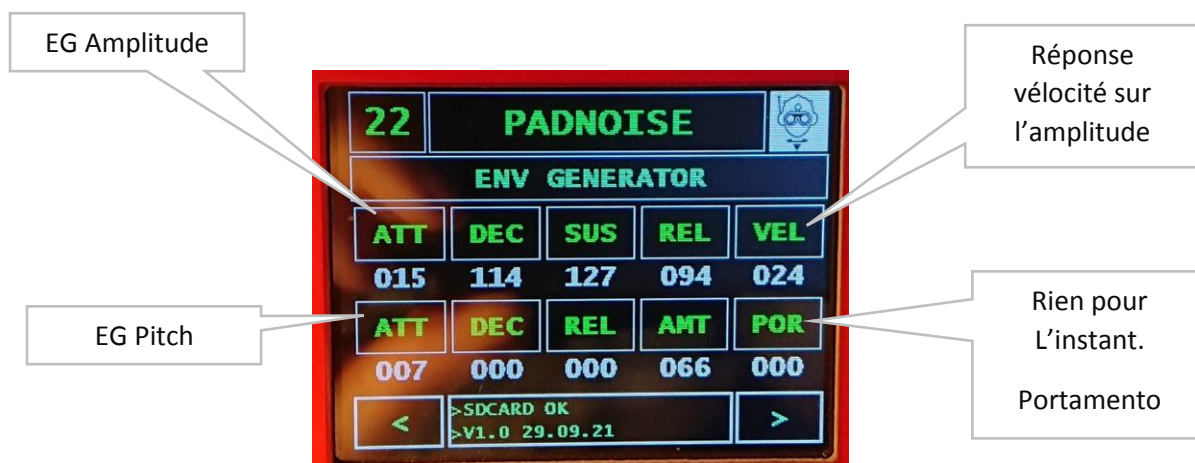 EG Amplitude
Réponse
vélocité sur
l’amplitude
22 PADNOISE
ENV GENERATOR
ATT DEC SUS REL VEL
015 114 127 094 024
EG Pitch
ATT DEC REL AMT POR
007 000 000 066 000
Rien pour
L’instant.
Portamento
< >SDCARD OK >
>V1.0 29.09.21